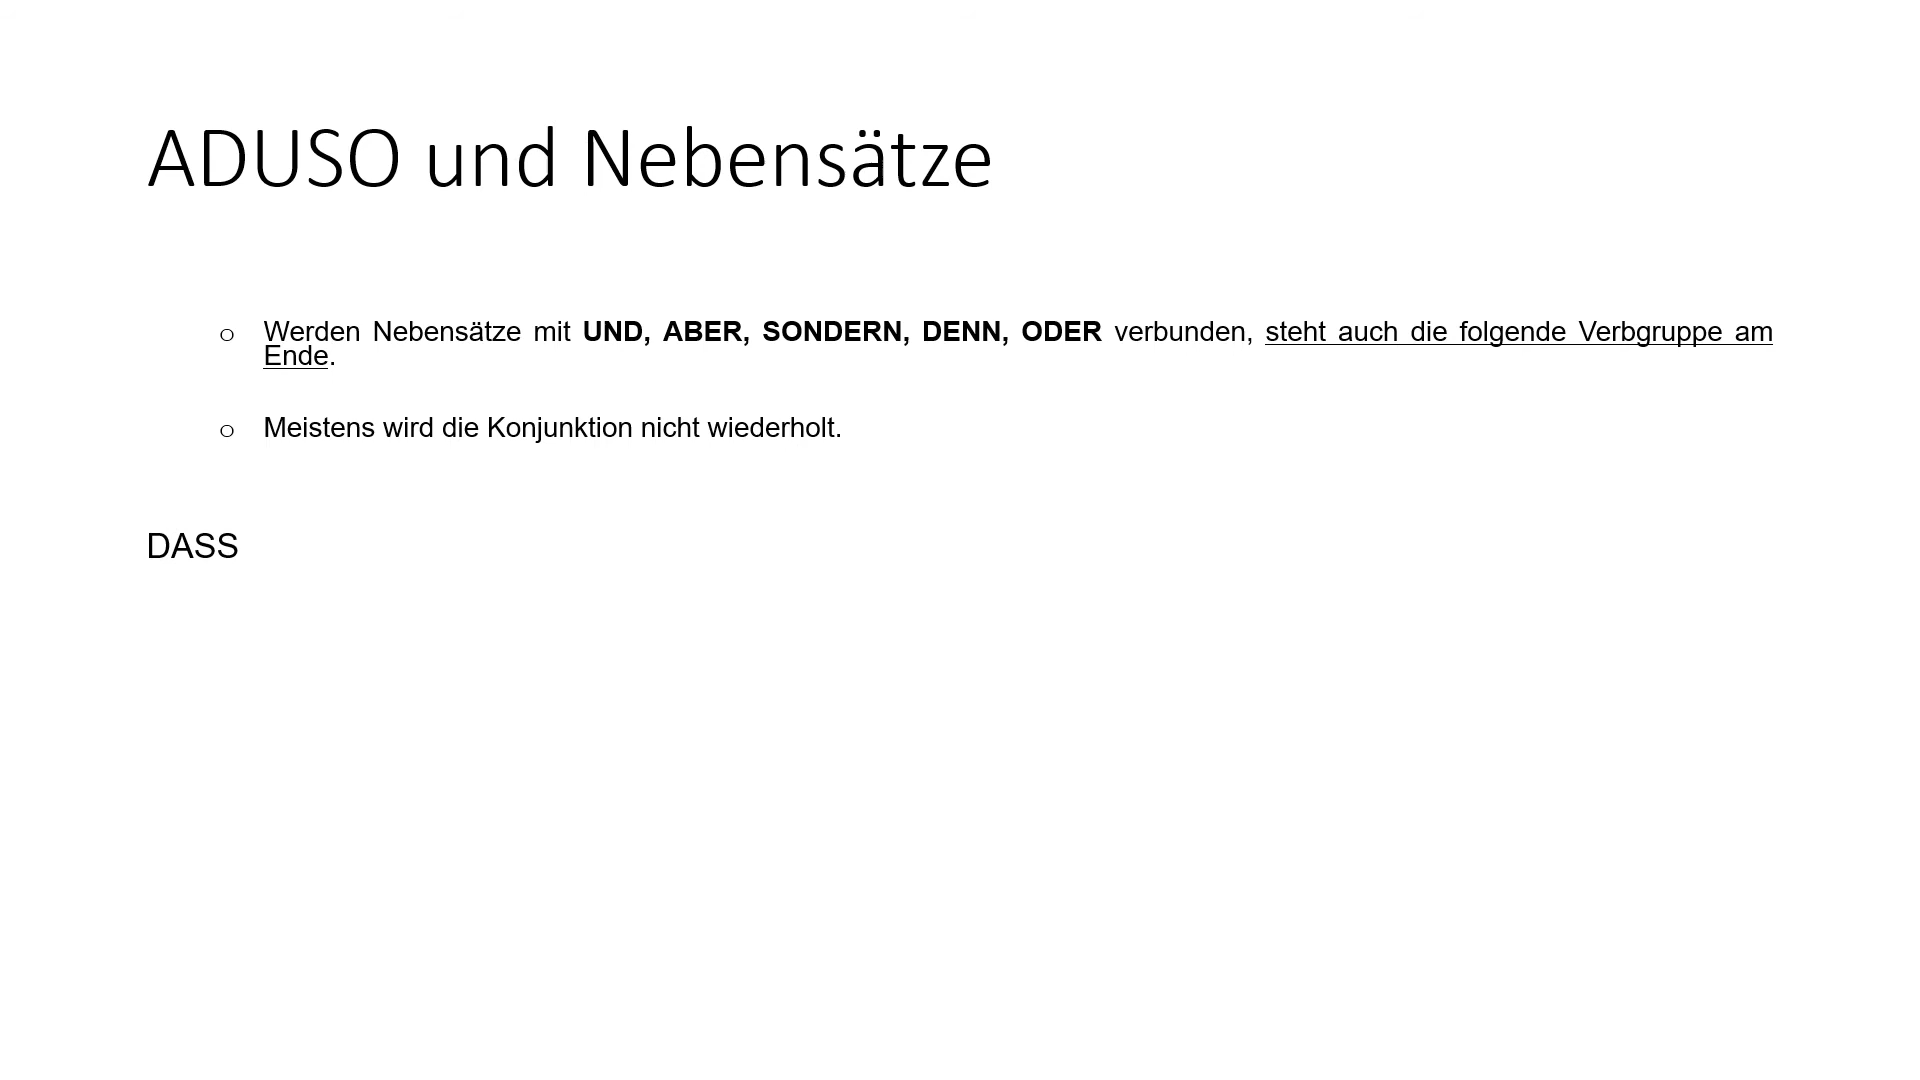 ADUSO und Nebensätze
o Werden Nebensätze mit UND, ABER, SONDERN, DENN, ODER verbunden, steht auch die folgende Verbgruppe am
Ende.
o Meistens wird die Konjunktion nicht wiederholt.
DASS